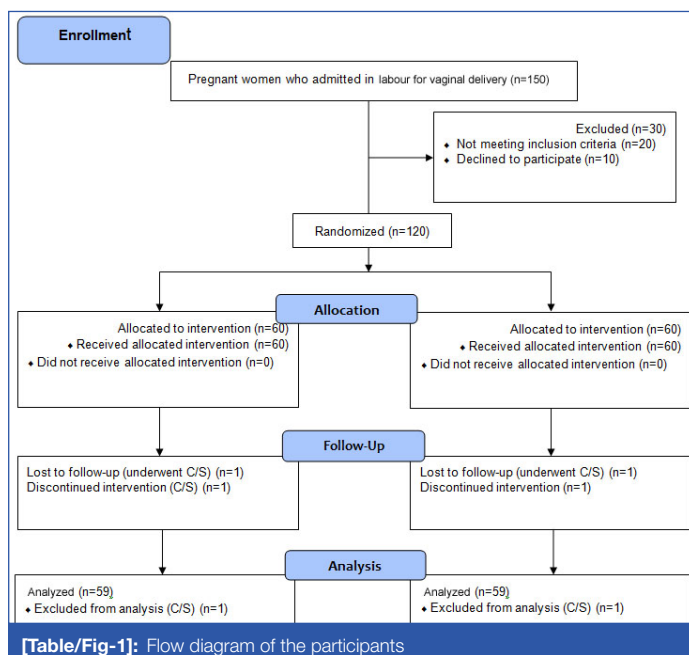 Enrollment
Pregnant women who admitted in labour for vaginal delivery (n=150)
Excluded (n=30)
♦ Not meeting inclusion criteria (n=20)
♦ Declined to participate (n=10)
Randomized (n=120)
Allocation
Allocated to intervention (n=60)
♦ Received allocated intervention (n=60)
♦ Did not receive allocated intervention (n=0)
Allocated to intervention (n=60)
♦ Received allocated intervention (n=60)
♦ Did not receive allocated intervention (n=0)
Follow-Up
Lost to follow-up (underwent C/S) (n=1)
Discontinued intervention (C/S) (n=1)
Lost to follow-up (underwent C/S) (n=1)
Discontinued intervention (n=1)
Analysis
Analyzed (n=59)
♦ Excluded from analysis (C/S) (n=1)
Analyzed (n=59)
♦ Excluded from analysis (C/S) (n=1)
[Table/Fig-1]: Flow diagram of the participants